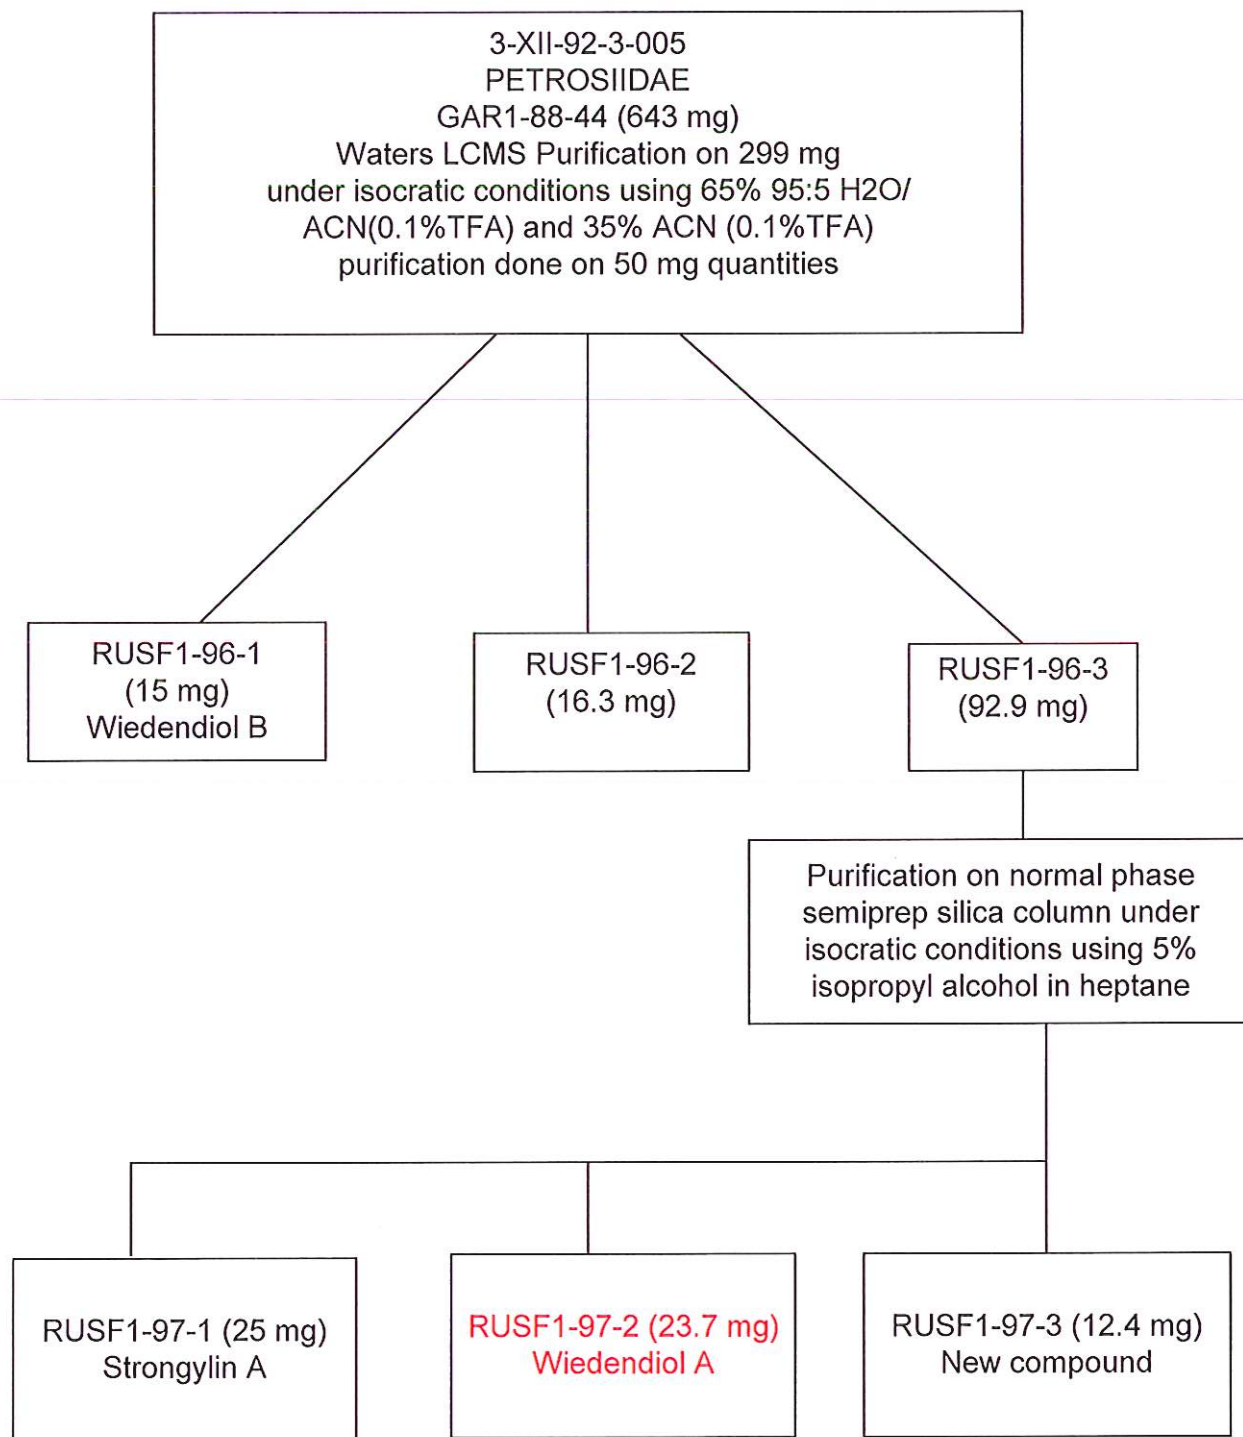 3-XII-92-3-005
PETROSIIDAE
GAR1-88-44 (643 mg)
Waters LCMS Purification on 299 mg
under isocratic conditions using 65% 95:5 H2O/
ACN(0.1%TFA) and 35% ACN (0.1%TFA)
purification done on 50 mg quantities
RUSF1-96-1
(15 mg)
Wiedendiol B
RUSF1-96-2
(16.3 mg)
RUSF1-96-3
(92.9 mg)
Purification on normal phase
semiprep silica column under
isocratic conditions using 5%
isopropyl alcohol in heptane
RUSF1-97-1 (25 mg)
Strongylin A
RUSF1-97-2 (23.7 mg)
Wiedendiol A
RUSF1-97-3 (12.4 mg)
New compound